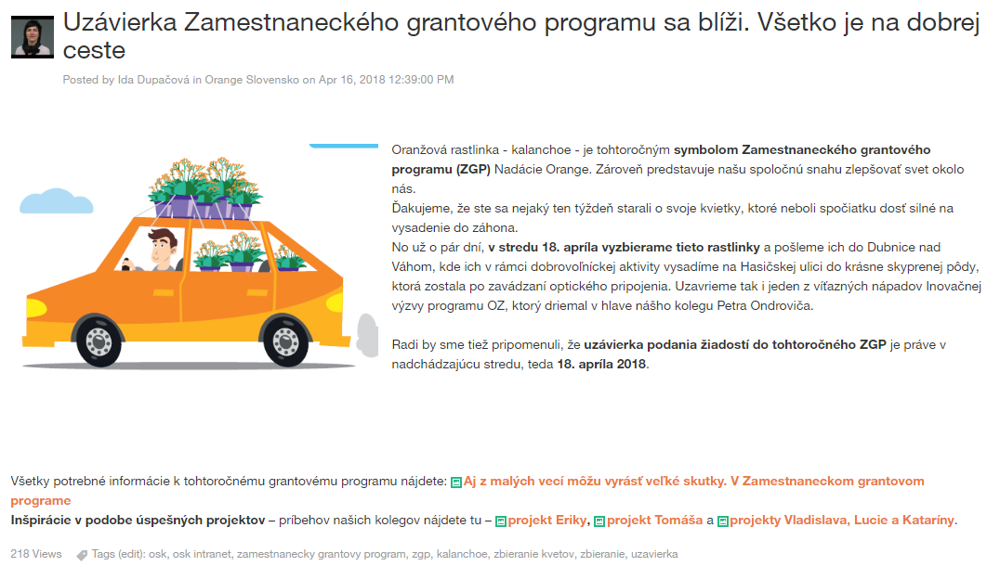 Uzávierka Zamestnaneckého grantového programu sa blíži. Všetko je na dobrej
ceste
Posted by Ida Dupačová in Orange Slovensko on Apr 16, 2018 12:39:00 PM
Oranžová rastlinka - kalanchoe - je tohtoročným symbolom Zamestnaneckého grantového
programu (ZGP) Nadácie Orange. Zároveň predstavuje našu spoločnú snahu zlepšovať svet okolo
nás.
Ďakujeme, že ste sa nejaký ten týždeň starali o svoje kvietky, ktoré neboli spočiatku dosť silné na
vysadenie do záhona.
No už o pár dní, v stredu 18. apríla vyzbierame tieto rastlinky a pošleme ich do Dubnice nad
Váhom, kde ich v rámci dobrovoľníckej aktivity vysadíme na Hasičskej ulici do krásne skyprenej pôdy,
ktorá zostala po zavádzaní optického pripojenia. Uzavrieme tak i jeden z víťazných nápadov Inovačnej
výzvy programu OZ, ktorý driemal v hlave nášho kolegu Petra Ondroviča.
Radi by sme tiež pripomenuli, že uzávierka podania žiadostí do tohtoročného ZGP je práve v
nadchádzajúcu stredu, teda 18. apríla 2018.
Všetky potrebné informácie k tohtoročnému grantovému programu nájdete: Aj z malých vecí môžu vyrásť veľké skutky. V Zamestnaneckom grantovom
programe
Inšpirácie v podobe úspešných projektov – príbehov našich kolegov nájdete tu – projekt Eriky, projekt Tomáša a projekty Vladislava, Lucie a Kataríny.
218 Views Tags (edit): osk, osk intranet, zamestnanecky grantovy program, zgp, kalanchoe, zbieranie kvetov, zbieranie, uzavierka